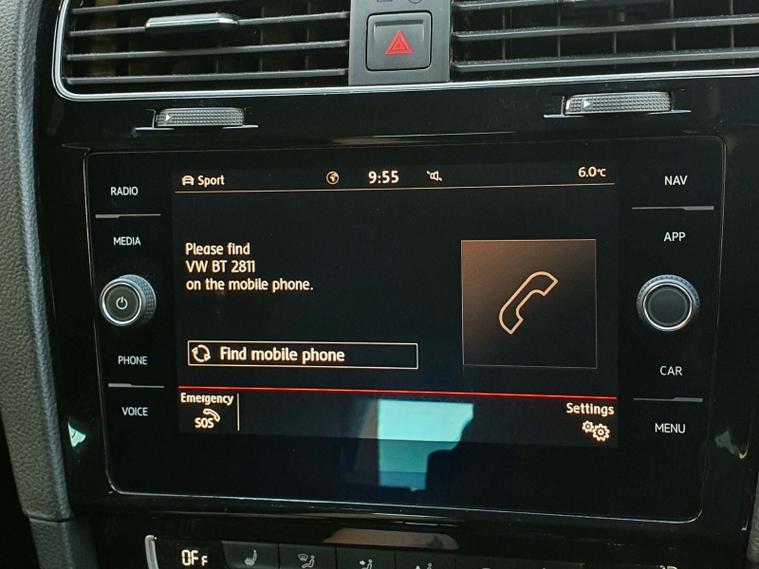 RADIO
MEDIA
PHONE
VOICE
Sport
9:55
6.0°C
Please find
VW BT 2811
on the mobile phone.
Find mobile phone
Emergency
SOS
Settings
NAV
APP
CAR
MENU
OFF